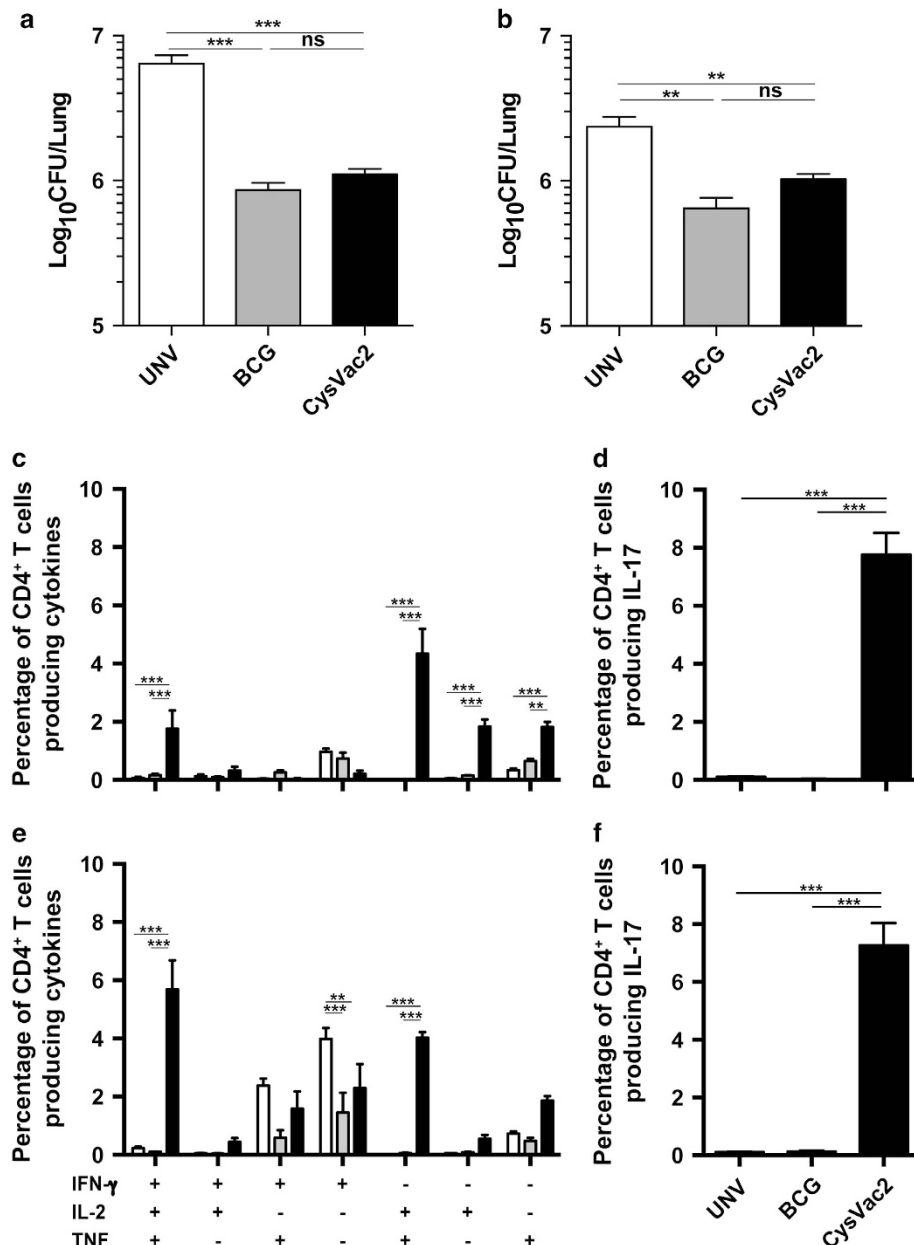 a
***
***
ns
7
6
5
Log10CFU/Lung
UNV
BCG
CysVac2
b
**
**
ns
7
6
5
Log10CFU/Lung
UNV
BCG
CysVac2
c
10
8
6
4
2
0
Percentage of CD4+ T cells
producing cytokines
***
***
***
***
***
***
***
**
d
10
8
6
4
2
0
Percentage of CD4+ T cells
producing IL-17
***
***
e
10
8
6
4
2
0
Percentage of CD4+ T cells
producing cytokines
***
***
**
***
***
***
IFN-γ + + + + - - -
IL-2 + + - - + + -
TNF + - + - + - +
f
10
8
6
4
2
0
Percentage of CD4+ T cells
producing IL-17
***
***
UNV
BCG
CysVac2